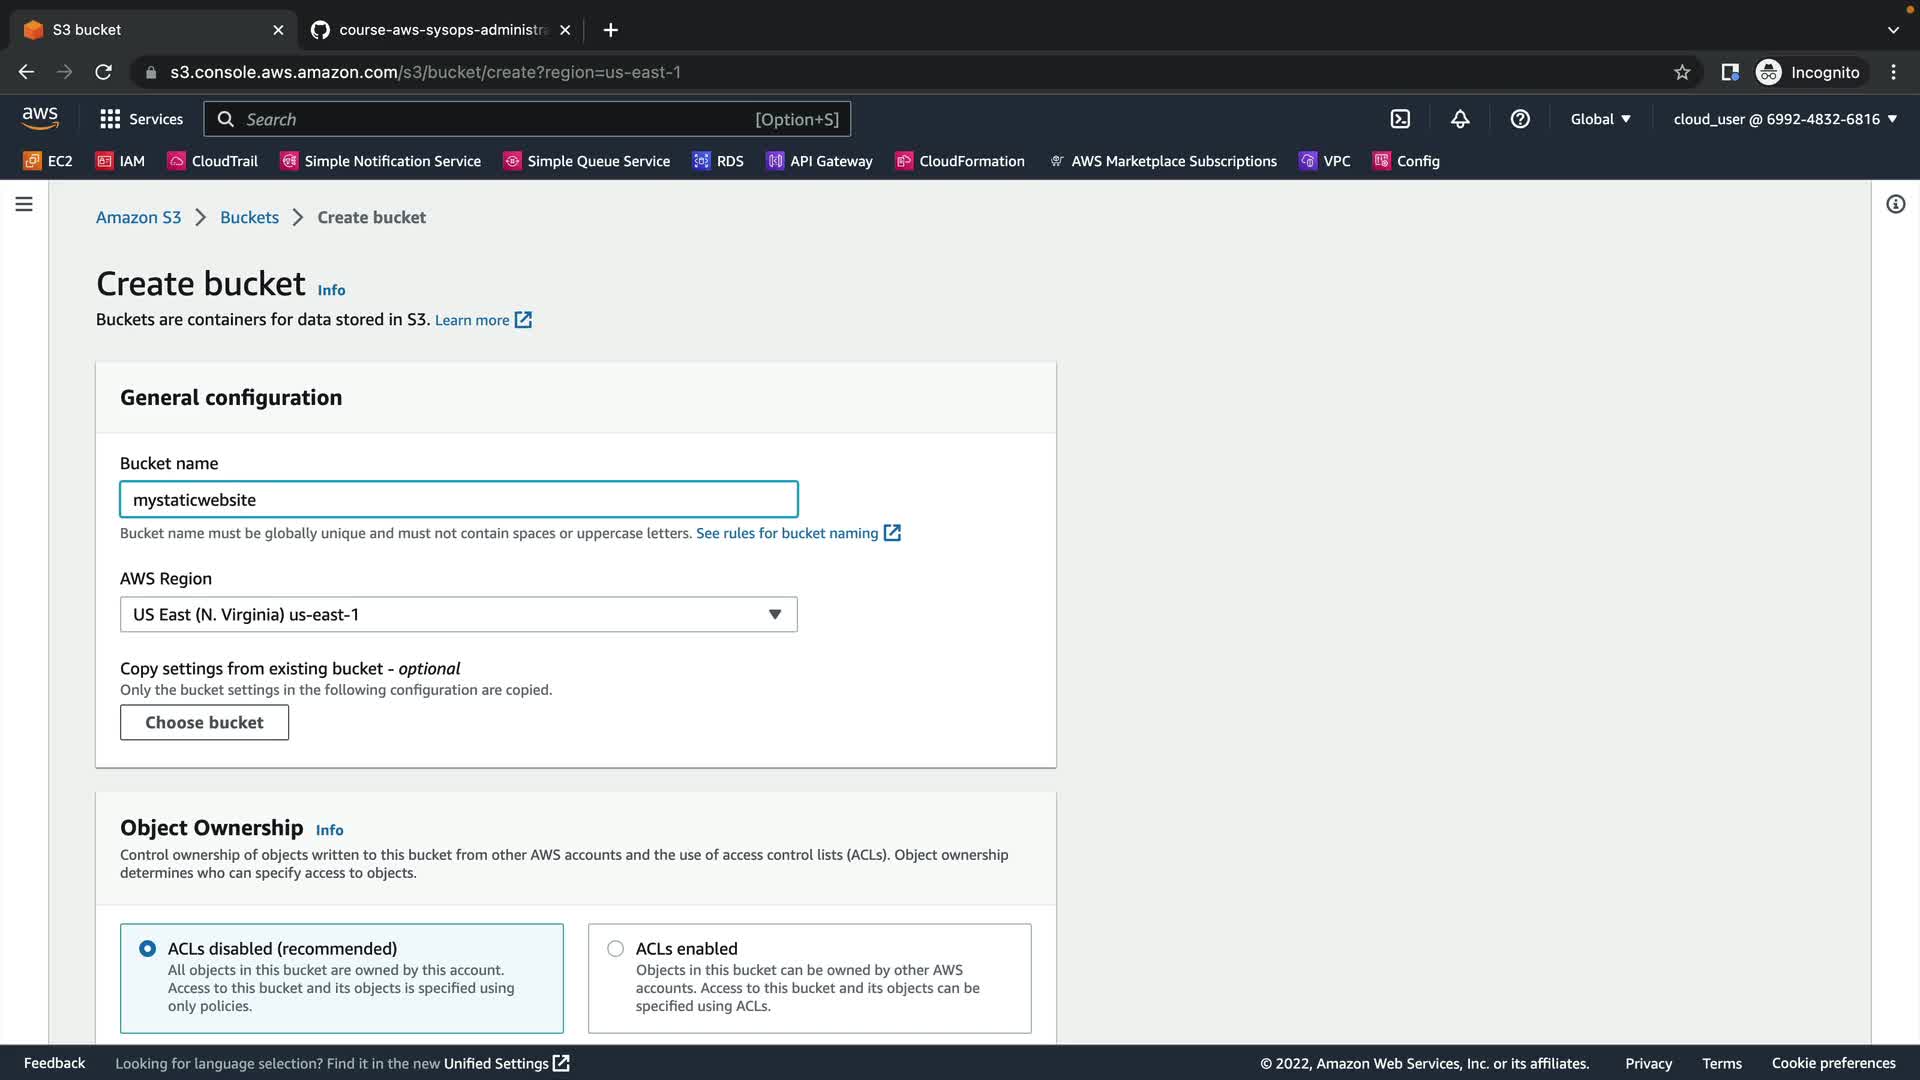 S3 bucket
course-aws-sysops-administra
s3.console.aws.amazon.com/s3/bucket/create?region=us-east-1
Incognito
aws
Services
Search
[Option+S]
Global
cloud_user @ 6992-4832-6816
EC2
IAM
CloudTrail
Simple Notification Service
Simple Queue Service
RDS
API Gateway
CloudFormation
AWS Marketplace Subscriptions
VPC
Config
Amazon S3 > Buckets > Create bucket
Create bucket Info
Buckets are containers for data stored in S3. Learn more
General configuration
Bucket name
mystaticwebsite
Bucket name must be globally unique and must not contain spaces or uppercase letters. See rules for bucket naming
AWS Region
US East (N. Virginia) us-east-1
Copy settings from existing bucket - optional
Only the bucket settings in the following configuration are copied.
Choose bucket
Object Ownership Info
Control ownership of objects written to this bucket from other AWS accounts and the use of access control lists (ACLs). Object ownership
determines who can specify access to objects.
ACLs disabled (recommended)
All objects in this bucket are owned by this account.
Access to this bucket and its objects is specified using
only policies.
ACLs enabled
Objects in this bucket can be owned by other AWS
accounts. Access to this bucket and its objects can be
specified using ACLs.
Feedback
Looking for language selection? Find it in the new Unified Settings
© 2022, Amazon Web Services, Inc. or its affiliates.
Privacy
Terms
Cookie preferences